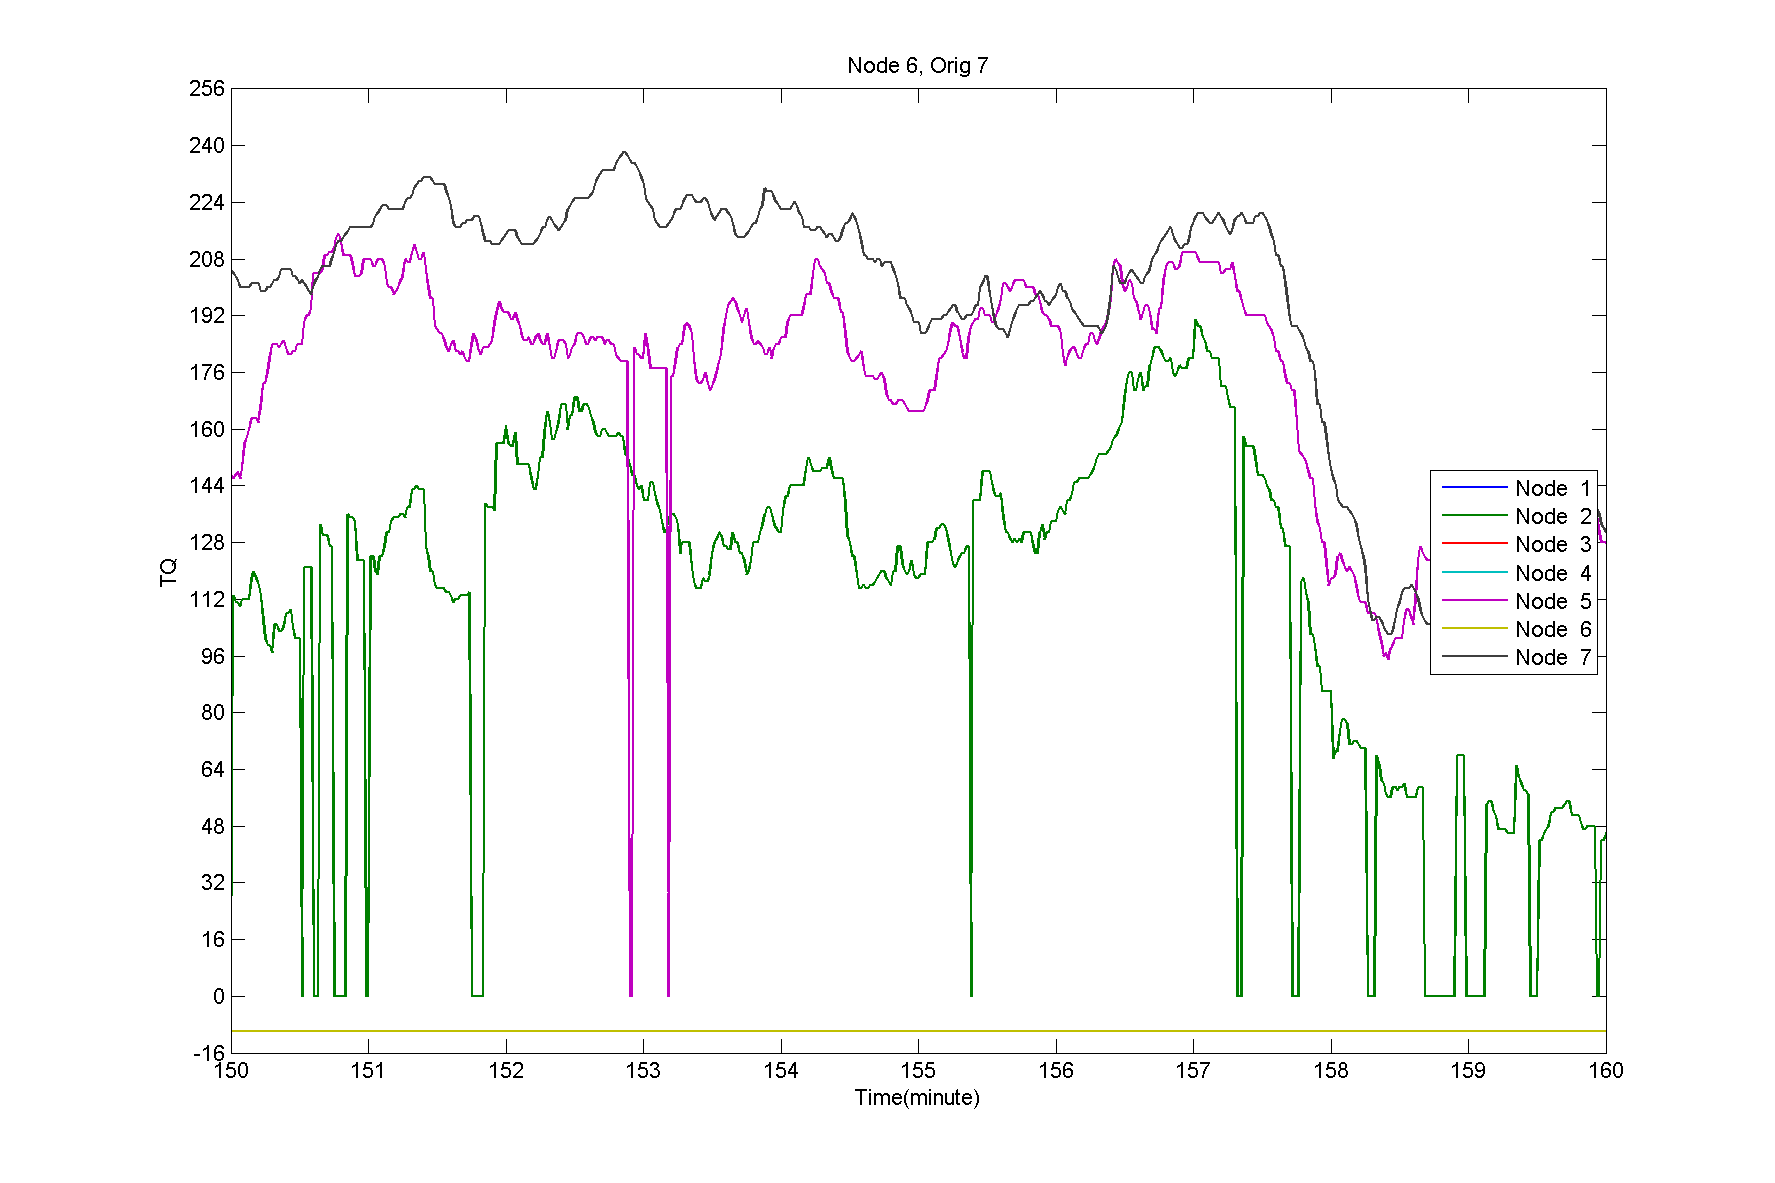 Node 6, Orig 7
256
240
224
208
192
176
160
144
128
112
96
80
64
48
32
16
0
-16
TQ
Node 1
Node 2
Node 3
Node 4
Node 5
Node 6
Node 7
150 151 152 153 154 155 156 157 158 159 160
Time(minute)